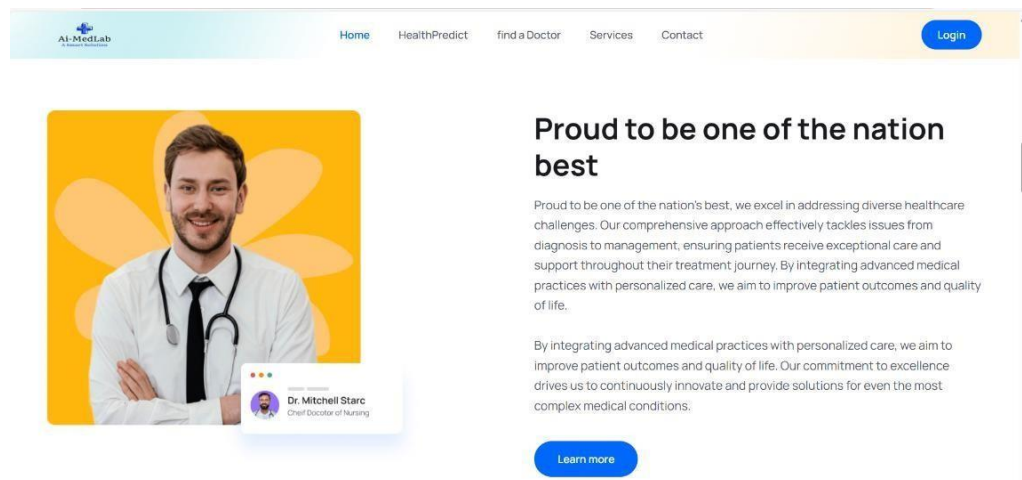 Ai-MedLab
A Smart Solutions
Home
HealthPredict
find a Doctor
Services
Contact
Login
Proud to be one of the nation
best
Proud to be one of the nation's best, we excel in addressing diverse healthcare
challenges. Our comprehensive approach effectively tackles issues from
diagnosis to management, ensuring patients receive exceptional care and
support throughout their treatment journey. By integrating advanced medical
practices with personalized care, we aim to improve patient outcomes and quality
of life.
By integrating advanced medical practices with personalized care, we aim to
improve patient outcomes and quality of life. Our commitment to excellence
drives us to continuously innovate and provide solutions for even the most
complex medical conditions.
Learn more
Dr. Mitchell Starc
Cheif Docotor of Nursing